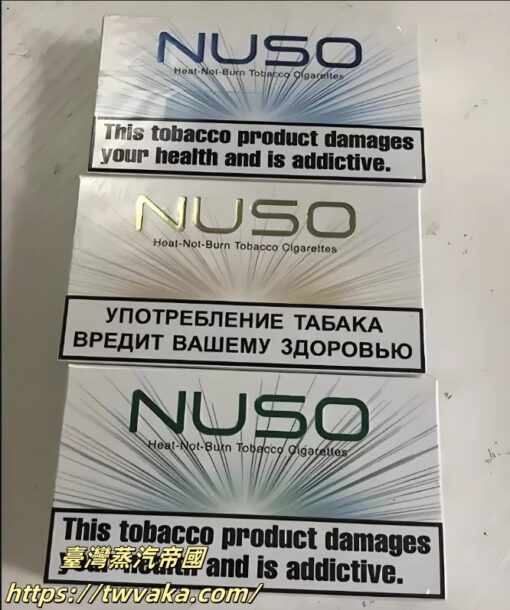 NUSO
Heat-Not-Burn Tobacco Cigarettes
This tobacco product damages
your health and is addictive.
NUSO
Heat-Not-Burn Tobacco Cigarettes
УПОТРЕБЛЕНИЕ ТАБАКА
ВРЕДИТ ВАШЕМУ ЗДОРОВЬЮ
NUSO
Heat-Not-Burn Tobacco Cigarettes
This tobacco product damages
臺灣蒸汽帝國
your health and is addictive.
https://twvaka.com/